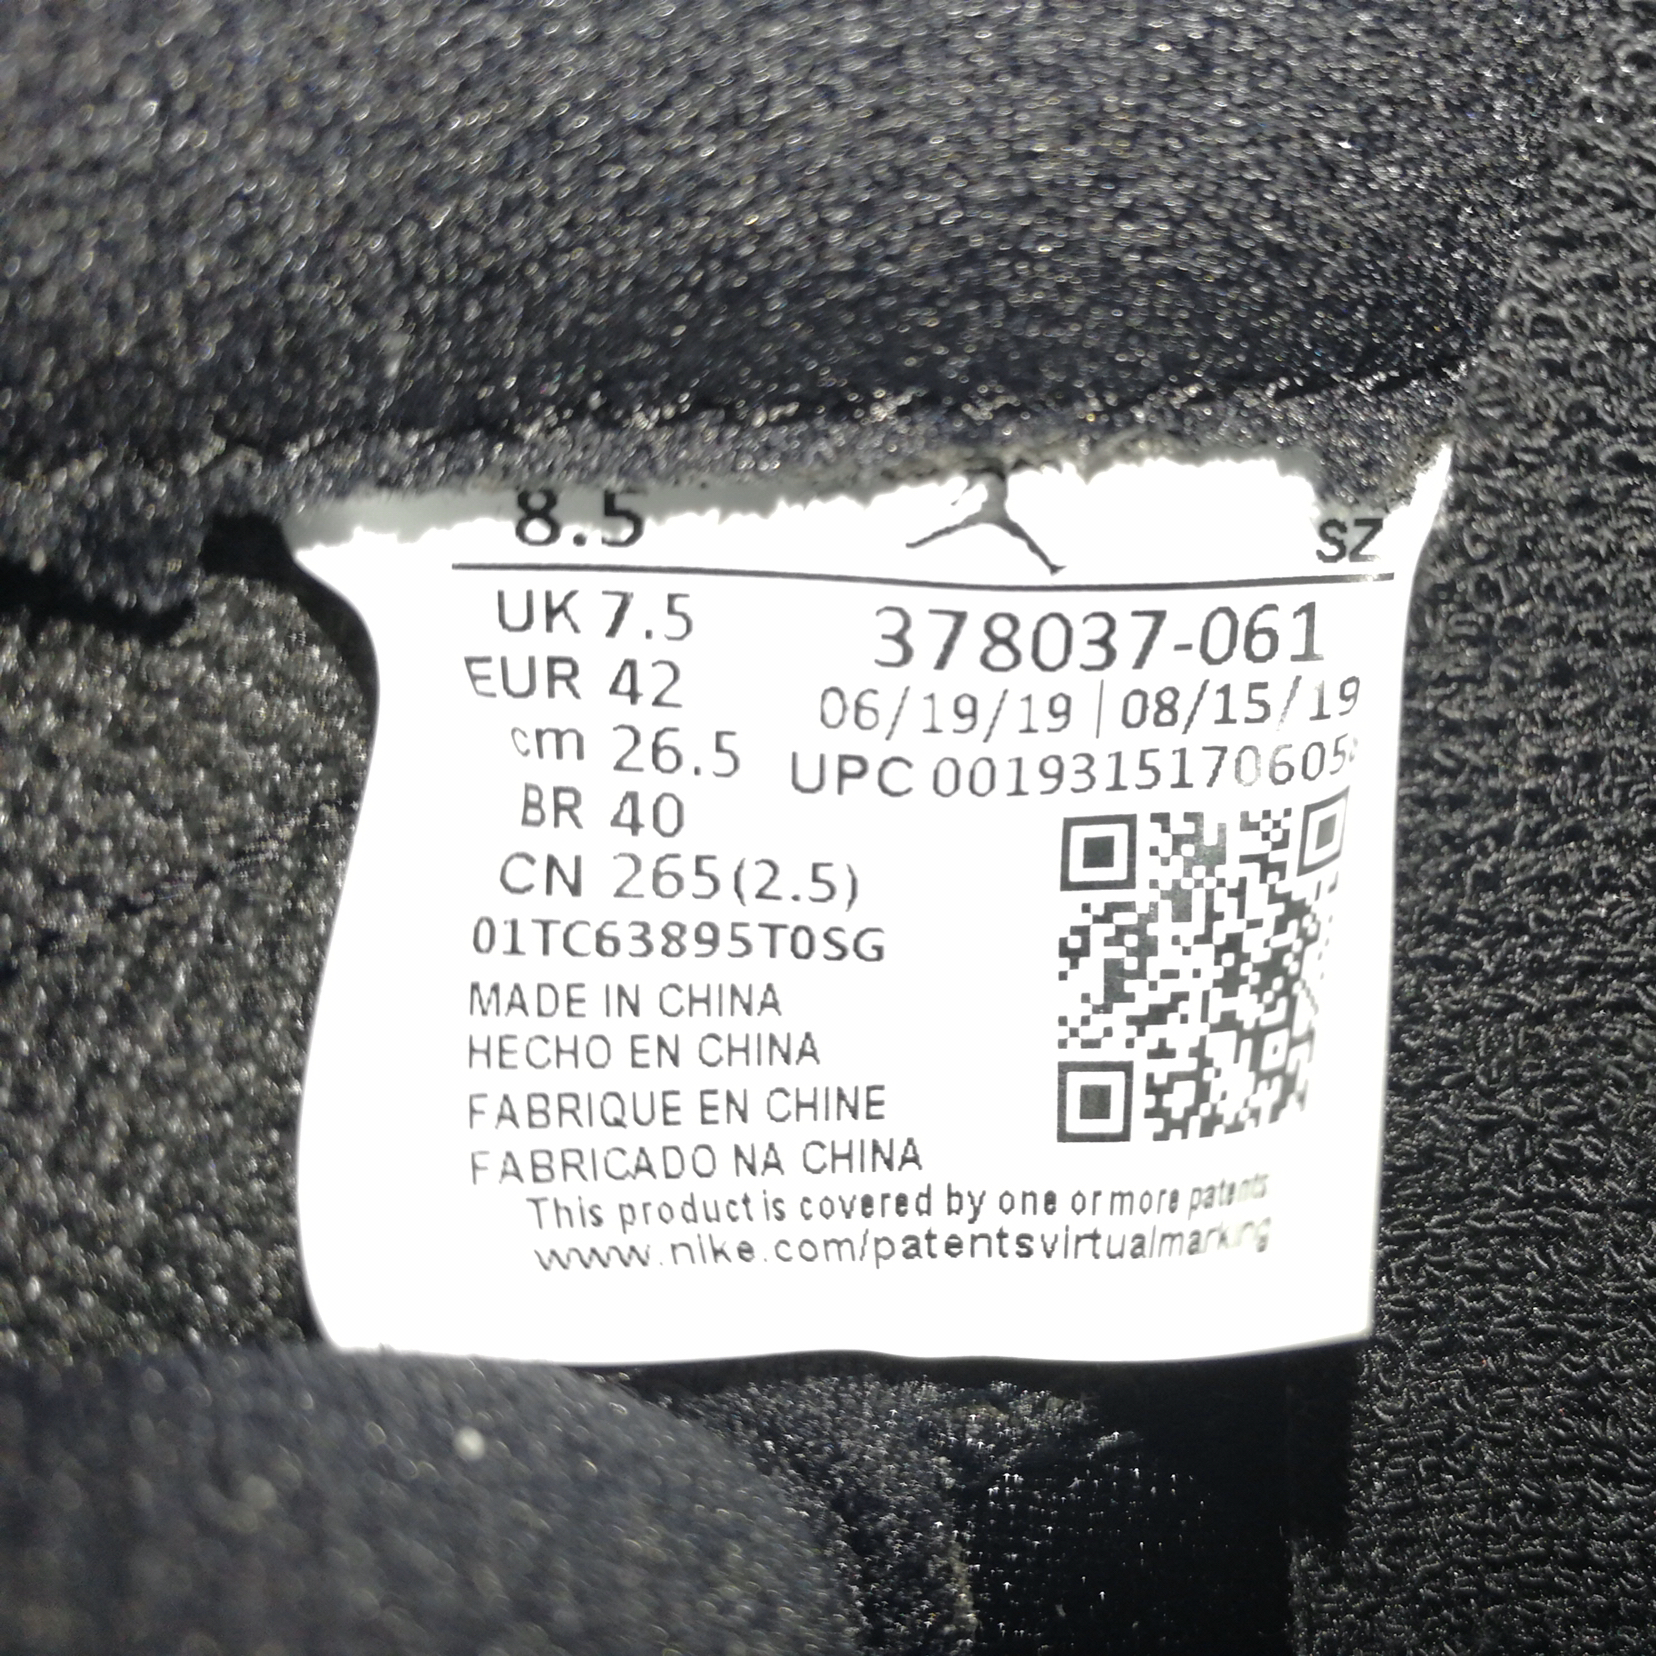 8.5 SZ
UK 7.5
378037-061
EUR 42
06/19/19 | 08/15/19
cm 26.5
UPC
BR 40
CN 265(2.5)
01TC63895T0SG
MADE IN CHINA
HECHO EN CHINA
FABRIQUE EN CHINE
FABRICADO NA CHINA
This product is covered by one or more patents
www.nike.com/patentsvirtualmarking